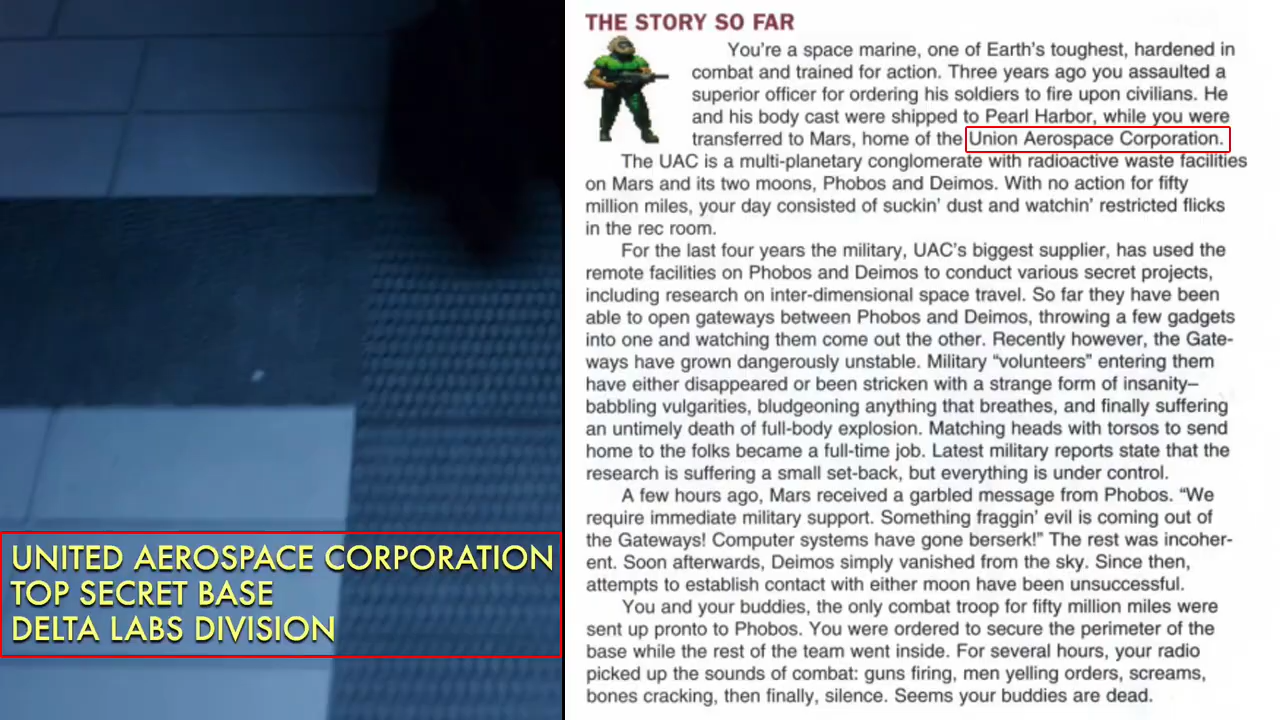 UNITED AEROSPACE CORPORATION
TOP SECRET BASE
DELTA LABS DIVISION
THE STORY SO FAR
You're a space marine, one of Earth's toughest, hardened in
combat and trained for action. Three years ago you assaulted a
superior officer for ordering his soldiers to fire upon civilians. He
and his body cast were shipped to Pearl Harbor, while you were
transferred to Mars, home of the Union Aerospace Corporation.
The UAC is a multi-planetary conglomerate with radioactive waste facilities
on Mars and its two moons, Phobos and Deimos. With no action for fifty
million miles, your day consisted of suckin' dust and watchin' restricted flicks
in the rec room.
For the last four years the military, UAC's biggest supplier, has used the
remote facilities on Phobos and Deimos to conduct various secret projects,
including research on inter-dimensional space travel. So far they have been
able to open gateways between Phobos and Deimos, throwing a few gadgets
into one and watching them come out the other. Recently however, the Gate-
ways have grown dangerously unstable. Military “volunteers” entering them
have either disappeared or been stricken with a strange form of insanity–
babbling vulgarities, bludgeoning anything that breathes, and finally suffering
an untimely death of full-body explosion. Matching heads with torsos to send
home to the folks became a full-time job. Latest military reports state that the
research is suffering a small set-back, but everything is under control.
A few hours ago, Mars received a garbled message from Phobos. “We
require immediate military support. Something fraggin' evil is coming out of
the Gateways! Computer systems have gone berserk!” The rest was incoher-
ent. Soon afterwards, Deimos simply vanished from the sky. Since then,
attempts to establish contact with either moon have been unsuccessful.
You and your buddies, the only combat troop for fifty million miles were
sent up pronto to Phobos. You were ordered to secure the perimeter of the
base while the rest of the team went inside. For several hours, your radio
picked up the sounds of combat: guns firing, men yelling orders, screams,
bones cracking, then finally, silence. Seems your buddies are dead.